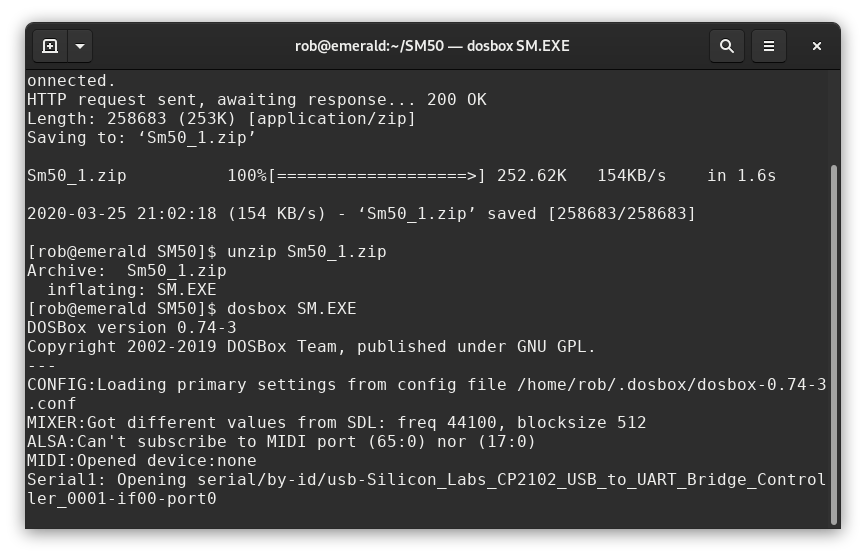 rob@emerald:~/SM50 — dosbox SM.EXE
onnected.
HTTP request sent, awaiting response... 200 OK
Length: 258683 (253K) [application/zip]
Saving to: ‘Sm50_1.zip’
Sm50_1.zip          100%[===================>] 252.62K   154KB/s    in 1.6s
2020-03-25 21:02:18 (154 KB/s) - ‘Sm50_1.zip’ saved [258683/258683]
[rob@emerald SM50]$ unzip Sm50_1.zip
Archive:  Sm50_1.zip
  inflating: SM.EXE
[rob@emerald SM50]$ dosbox SM.EXE
DOSBox version 0.74-3
Copyright 2002-2019 DOSBox Team, published under GNU GPL.
---
CONFIG:Loading primary settings from config file /home/rob/.dosbox/dosbox-0.74-3
.conf
MIXER:Got different values from SDL: freq 44100, blocksize 512
ALSA:Can't subscribe to MIDI port (65:0) nor (17:0)
MIDI:Opened device:none
Serial1: Opening serial/by-id/usb-Silicon_Labs_CP2102_USB_to_UART_Bridge_Control
ler_0001-if00-port0